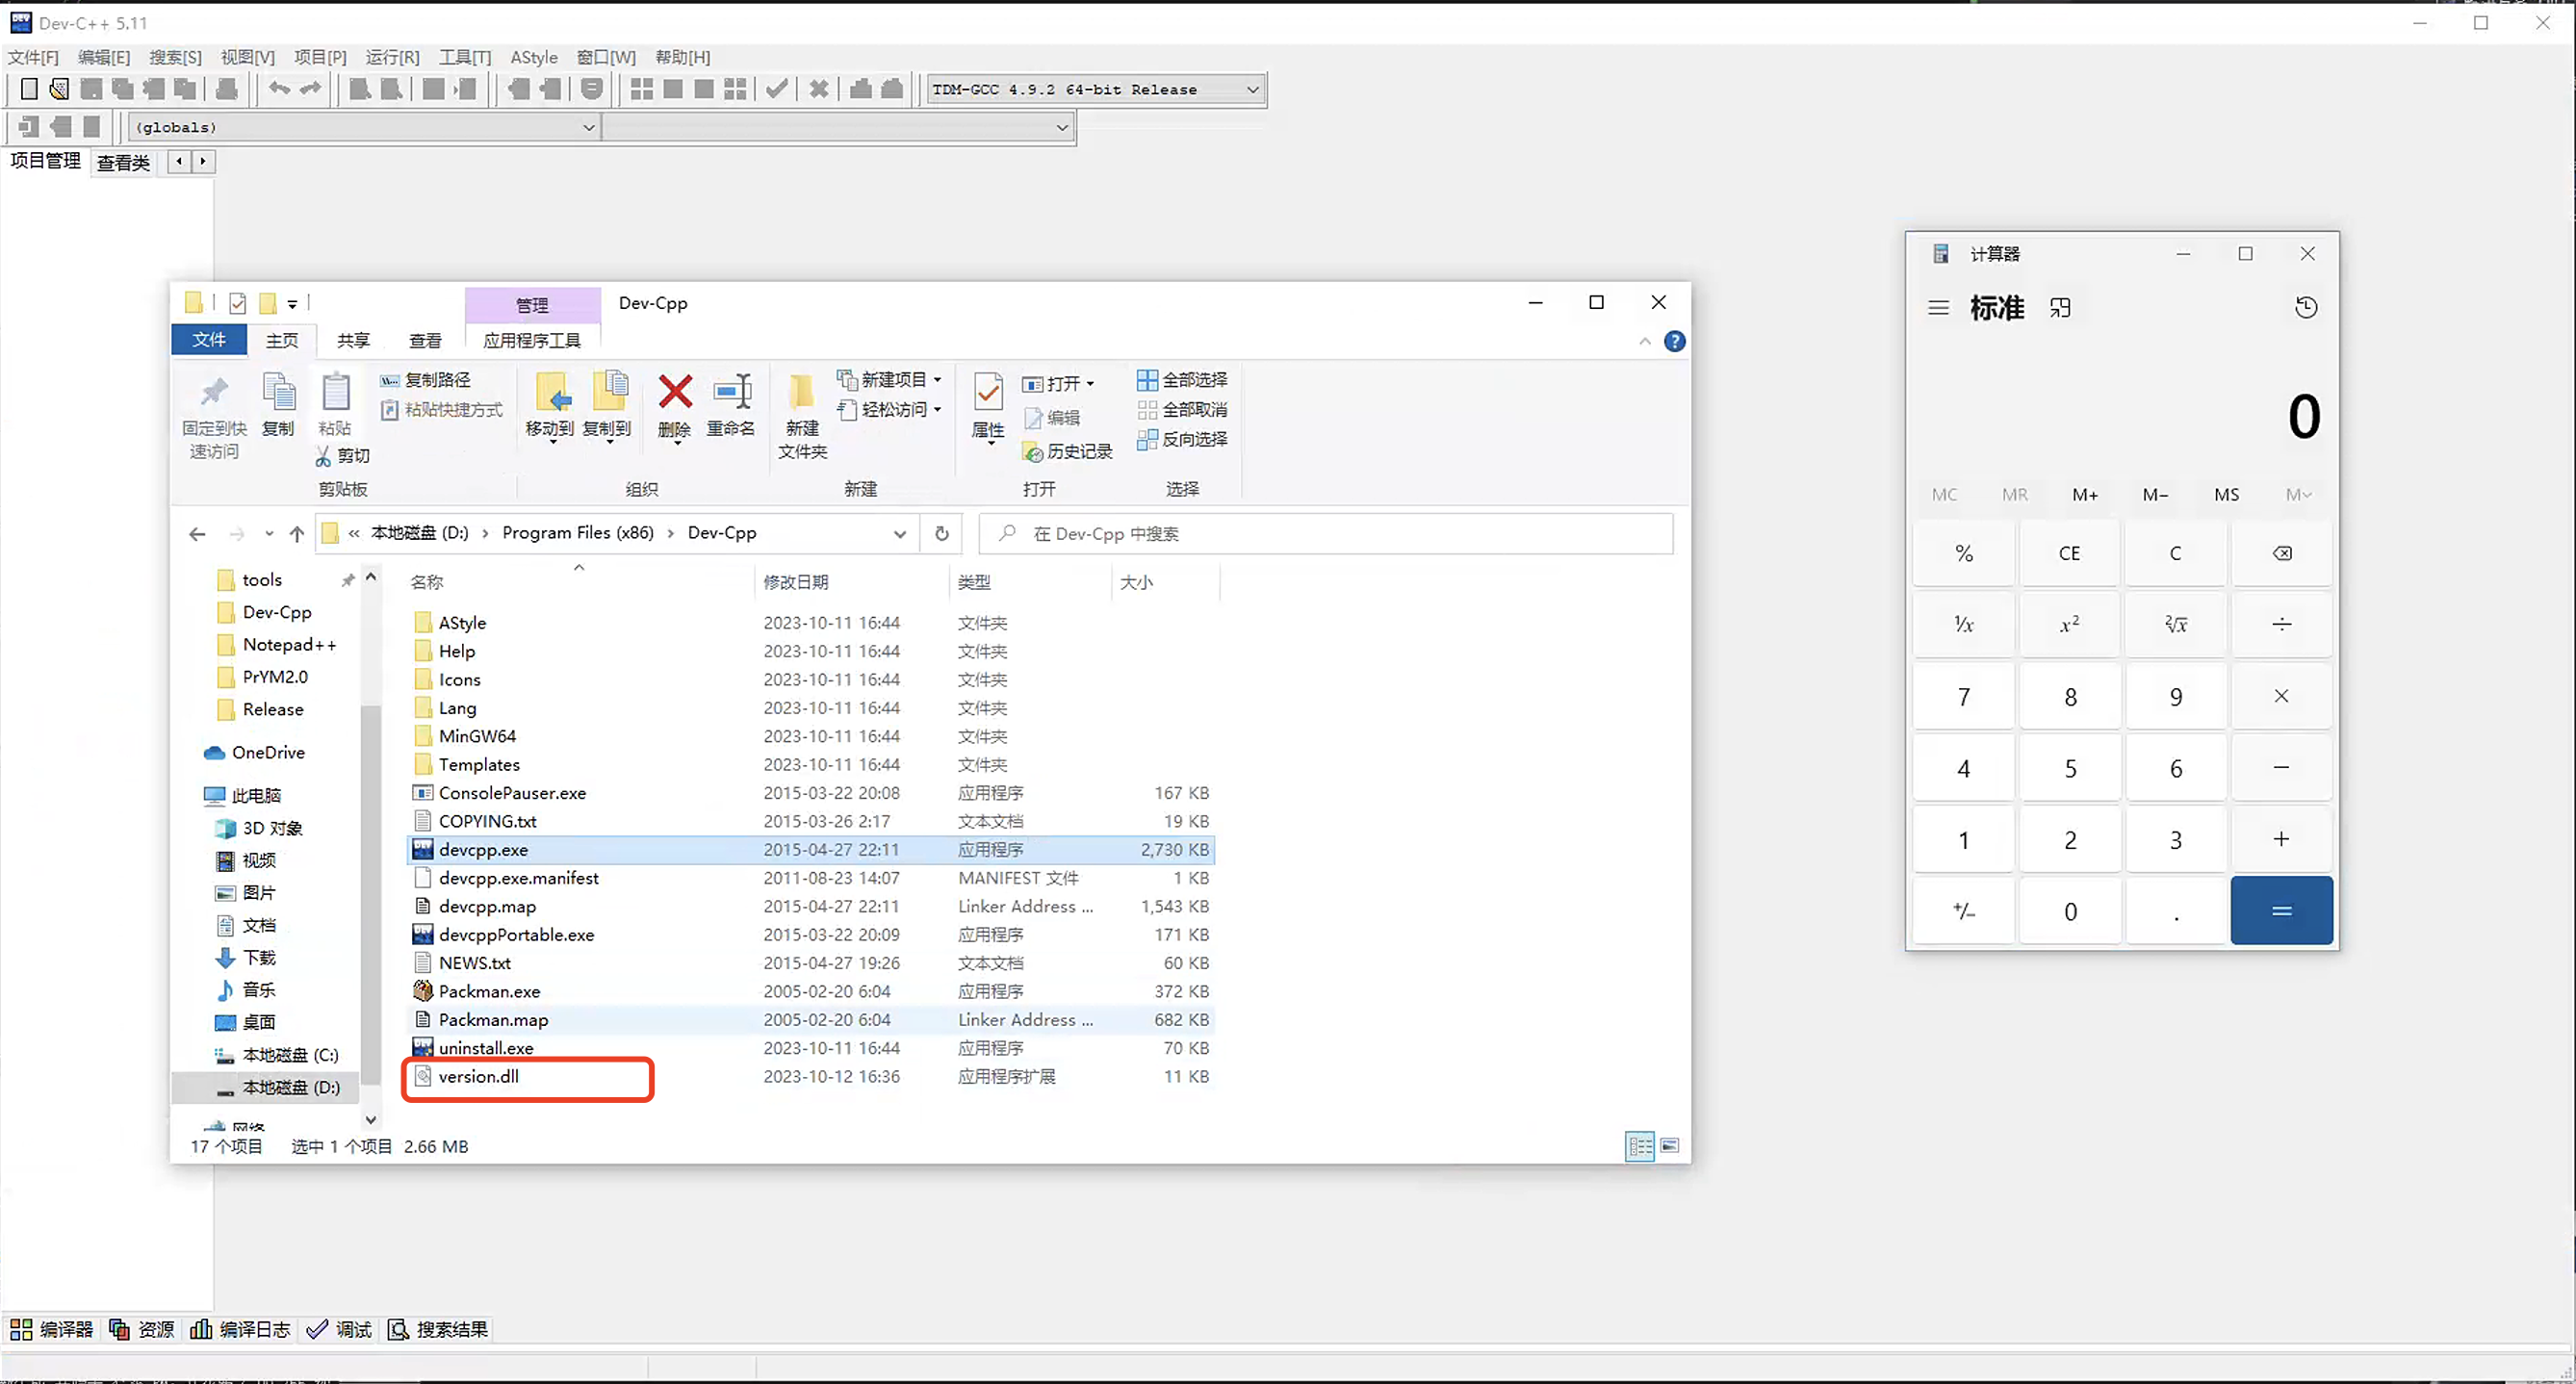 Dev-C++ 5.11
文件[F] 编辑[E] 搜索[S] 视图[V] 项目[P] 运行[R] 工具[T] AStyle 窗口[W] 帮助[H]
TDM-GCC 4.9.2 64-bit Release
(globals)
项目管理 查看类
管理 Dev-Cpp
文件 主页 共享 查看 应用程序工具
固定到快
速访问
复制
粘贴
复制路径
粘贴快捷方式
剪切
剪贴板
移动到 复制到 删除 重命名
组织
新建
文件夹
新建项目
轻松访问
新建
属性
打开
编辑
历史记录
打开
全部选择
全部取消
反向选择
选择
« 本地磁盘 (D:) › Program Files (x86) › Dev-Cpp
在 Dev-Cpp 中搜索
tools
Dev-Cpp
Notepad++
PrYM2.0
Release
OneDrive
此电脑
3D 对象
视频
图片
文档
下载
音乐
桌面
本地磁盘 (C:)
本地磁盘 (D:)
网络
名称 修改日期 类型 大小
AStyle 2023-10-11 16:44 文件夹
Help 2023-10-11 16:44 文件夹
Icons 2023-10-11 16:44 文件夹
Lang 2023-10-11 16:44 文件夹
MinGW64 2023-10-11 16:44 文件夹
Templates 2023-10-11 16:44 文件夹
ConsolePauser.exe 2015-03-22 20:08 应用程序 167 KB
COPYING.txt 2015-03-26 2:17 文本文档 19 KB
devcpp.exe 2015-04-27 22:11 应用程序 2,730 KB
devcpp.exe.manifest 2011-08-23 14:07 MANIFEST 文件 1 KB
devcpp.map 2015-04-27 22:11 Linker Address ... 1,543 KB
devcppPortable.exe 2015-03-22 20:09 应用程序 171 KB
NEWS.txt 2015-04-27 19:26 文本文档 60 KB
Packman.exe 2005-02-20 6:04 应用程序 372 KB
Packman.map 2005-02-20 6:04 Linker Address ... 682 KB
uninstall.exe 2023-10-11 16:44 应用程序 70 KB
version.dll 2023-10-12 16:36 应用程序扩展 11 KB
17 个项目 选中 1 个项目 2.66 MB
计算器
标准
0
MC MR M+ M− MS M˅
% CE C
¹/x x² ²√x ÷
7 8 9 ×
4 5 6 −
1 2 3 +
+/− 0 . =
编译器 资源 编译日志 调试 搜索结果